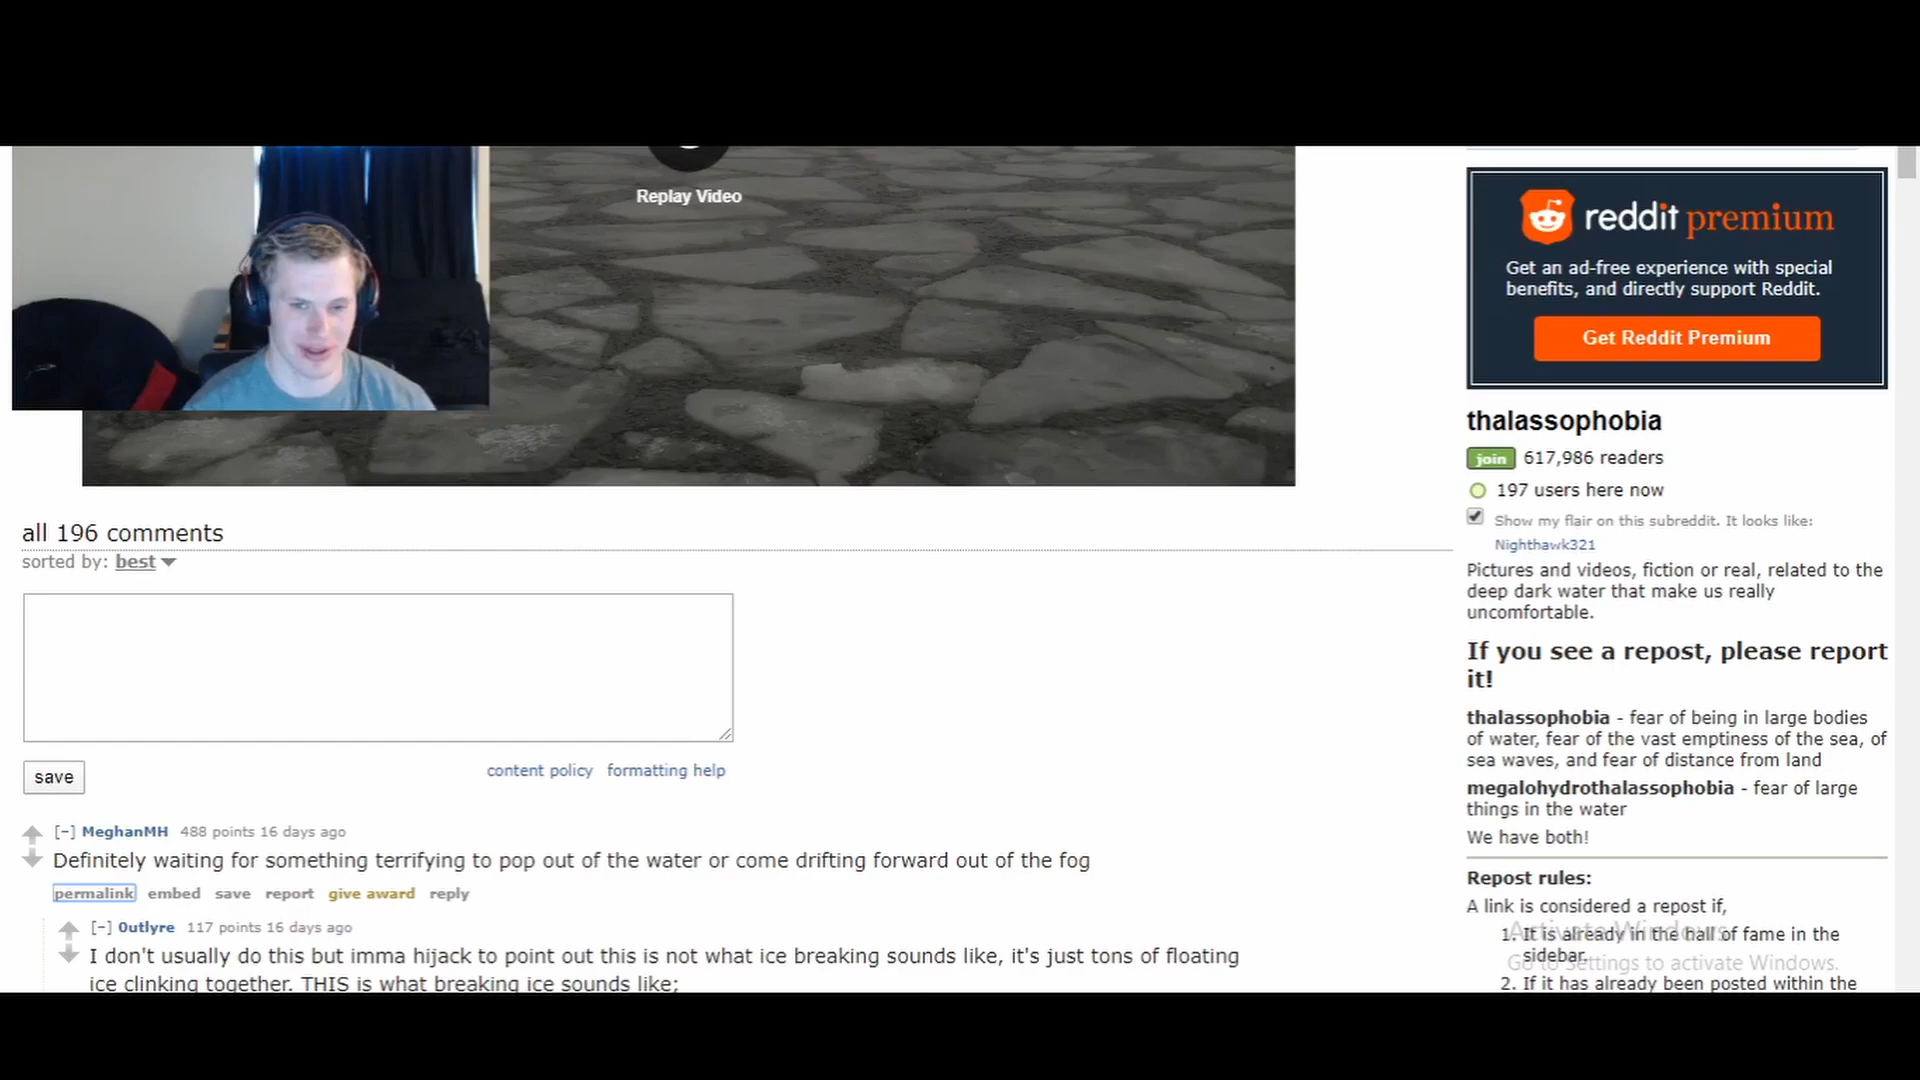 Replay Video
reddit premium
Get an ad-free experience with special
benefits, and directly support Reddit.
Get Reddit Premium
thalassophobia
join 617,986 readers
197 users here now
Show my flair on this subreddit. It looks like:
Nighthawk321
Pictures and videos, fiction or real, related to the
deep dark water that make us really
uncomfortable.
If you see a repost, please report
it!
thalassophobia - fear of being in large bodies
of water, fear of the vast emptiness of the sea, of
sea waves, and fear of distance from land
megalohydrothalassophobia - fear of large
things in the water
We have both!
Repost rules:
A link is considered a repost if,
1. It is already in the hall of fame in the
sidebar.
2. If it has already been posted within the
Activate Windows
Go to Settings to activate Windows.
all 196 comments
sorted by: best
save
content policy formatting help
[–] MeghanMH 488 points 16 days ago
Definitely waiting for something terrifying to pop out of the water or come drifting forward out of the fog
permalink embed save report give award reply
[–] 0utlyre 117 points 16 days ago
I don't usually do this but imma hijack to point out this is not what ice breaking sounds like, it's just tons of floating
ice clinking together. THIS is what breaking ice sounds like;